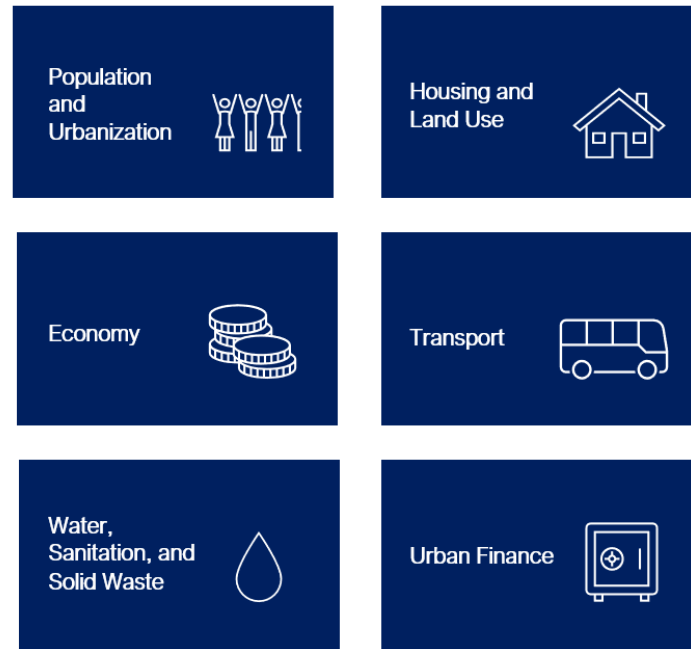 Population
and
Urbanization
Housing and
Land Use
Economy
Transport
Water,
Sanitation, and
Solid Waste
Urban Finance